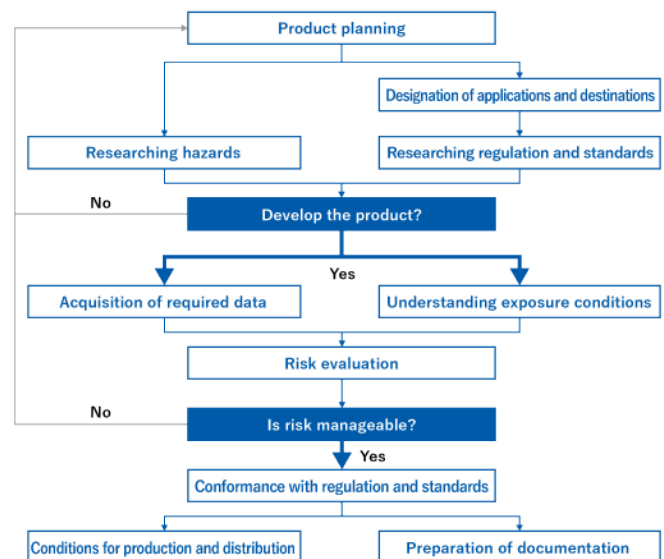 Product planning
Designation of applications and destinations
Researching hazards
Researching regulation and standards
No
Develop the product?
Yes
Acquisition of required data
Understanding exposure conditions
Risk evaluation
No
Is risk manageable?
Yes
Conformance with regulation and standards
Conditions for production and distribution
Preparation of documentation